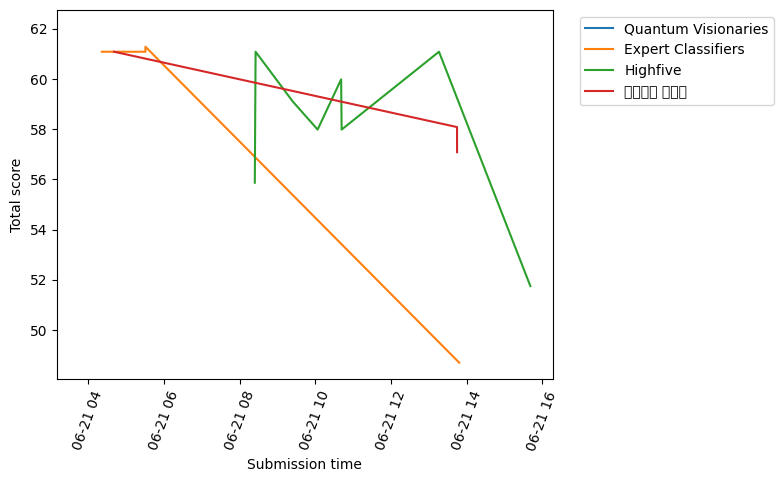 62
60
58
56
54
52
50
Total score
06-21 04
06-21 06
06-21 08
06-21 10
06-21 12
06-21 14
06-21 16
Submission time
Quantum Visionaries
Expert Classifiers
Highfive